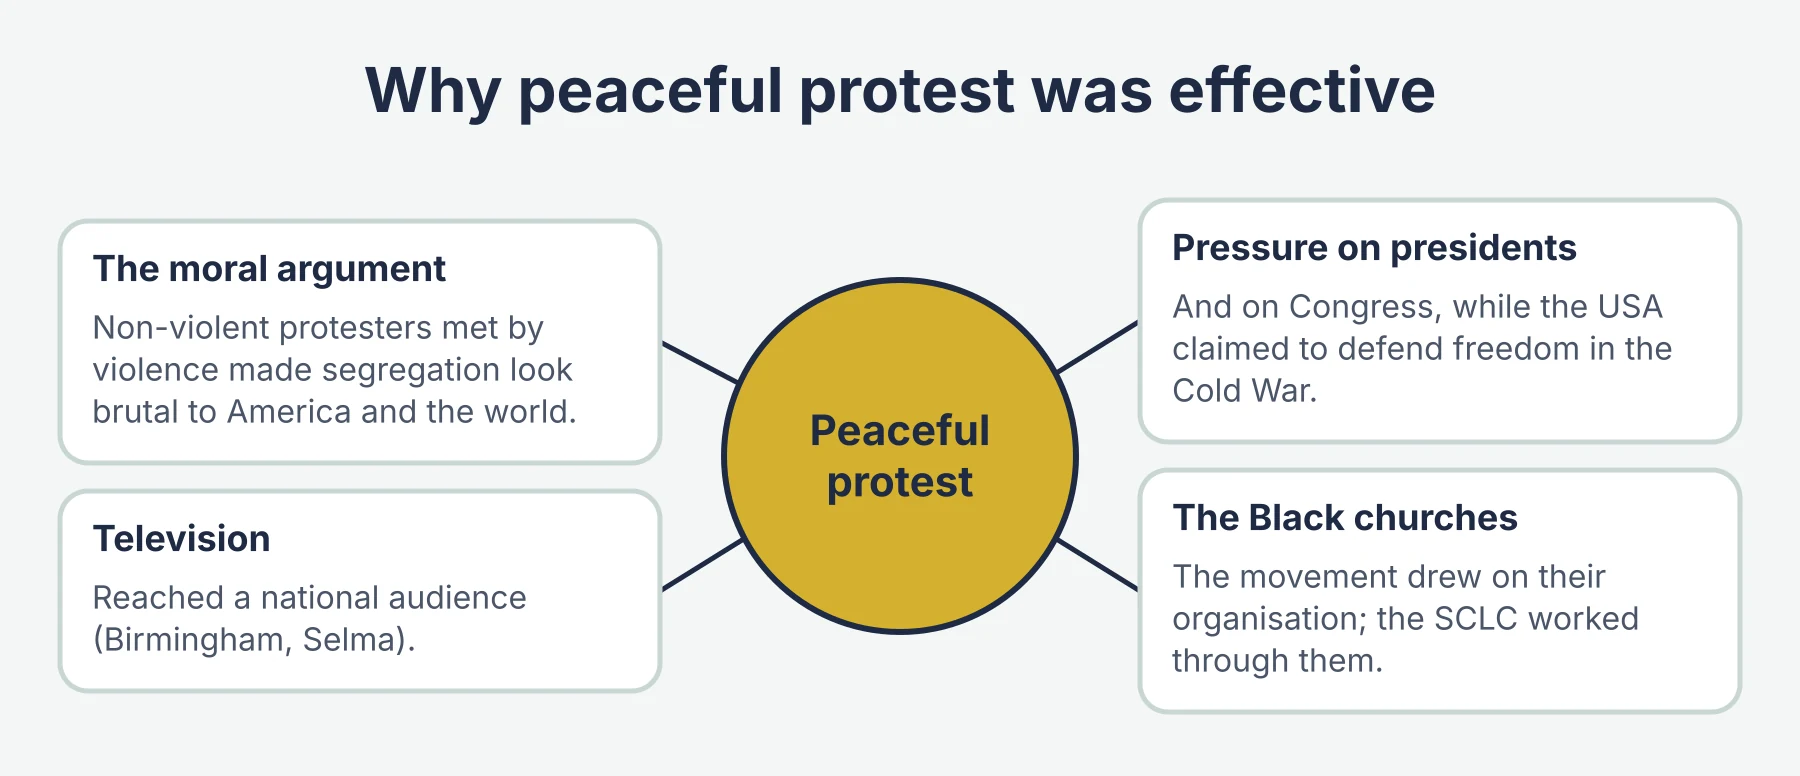 Why peaceful protest was effective
The moral argument
Non-violent protesters met by
violence made segregation look
brutal to America and the world.
Television
Reached a national audience
(Birmingham, Selma).
Peaceful
protest
Pressure on presidents
And on Congress, while the USA
claimed to defend freedom in the
Cold War.
The Black churches
The movement drew on their
organisation; the SCLC worked
through them.